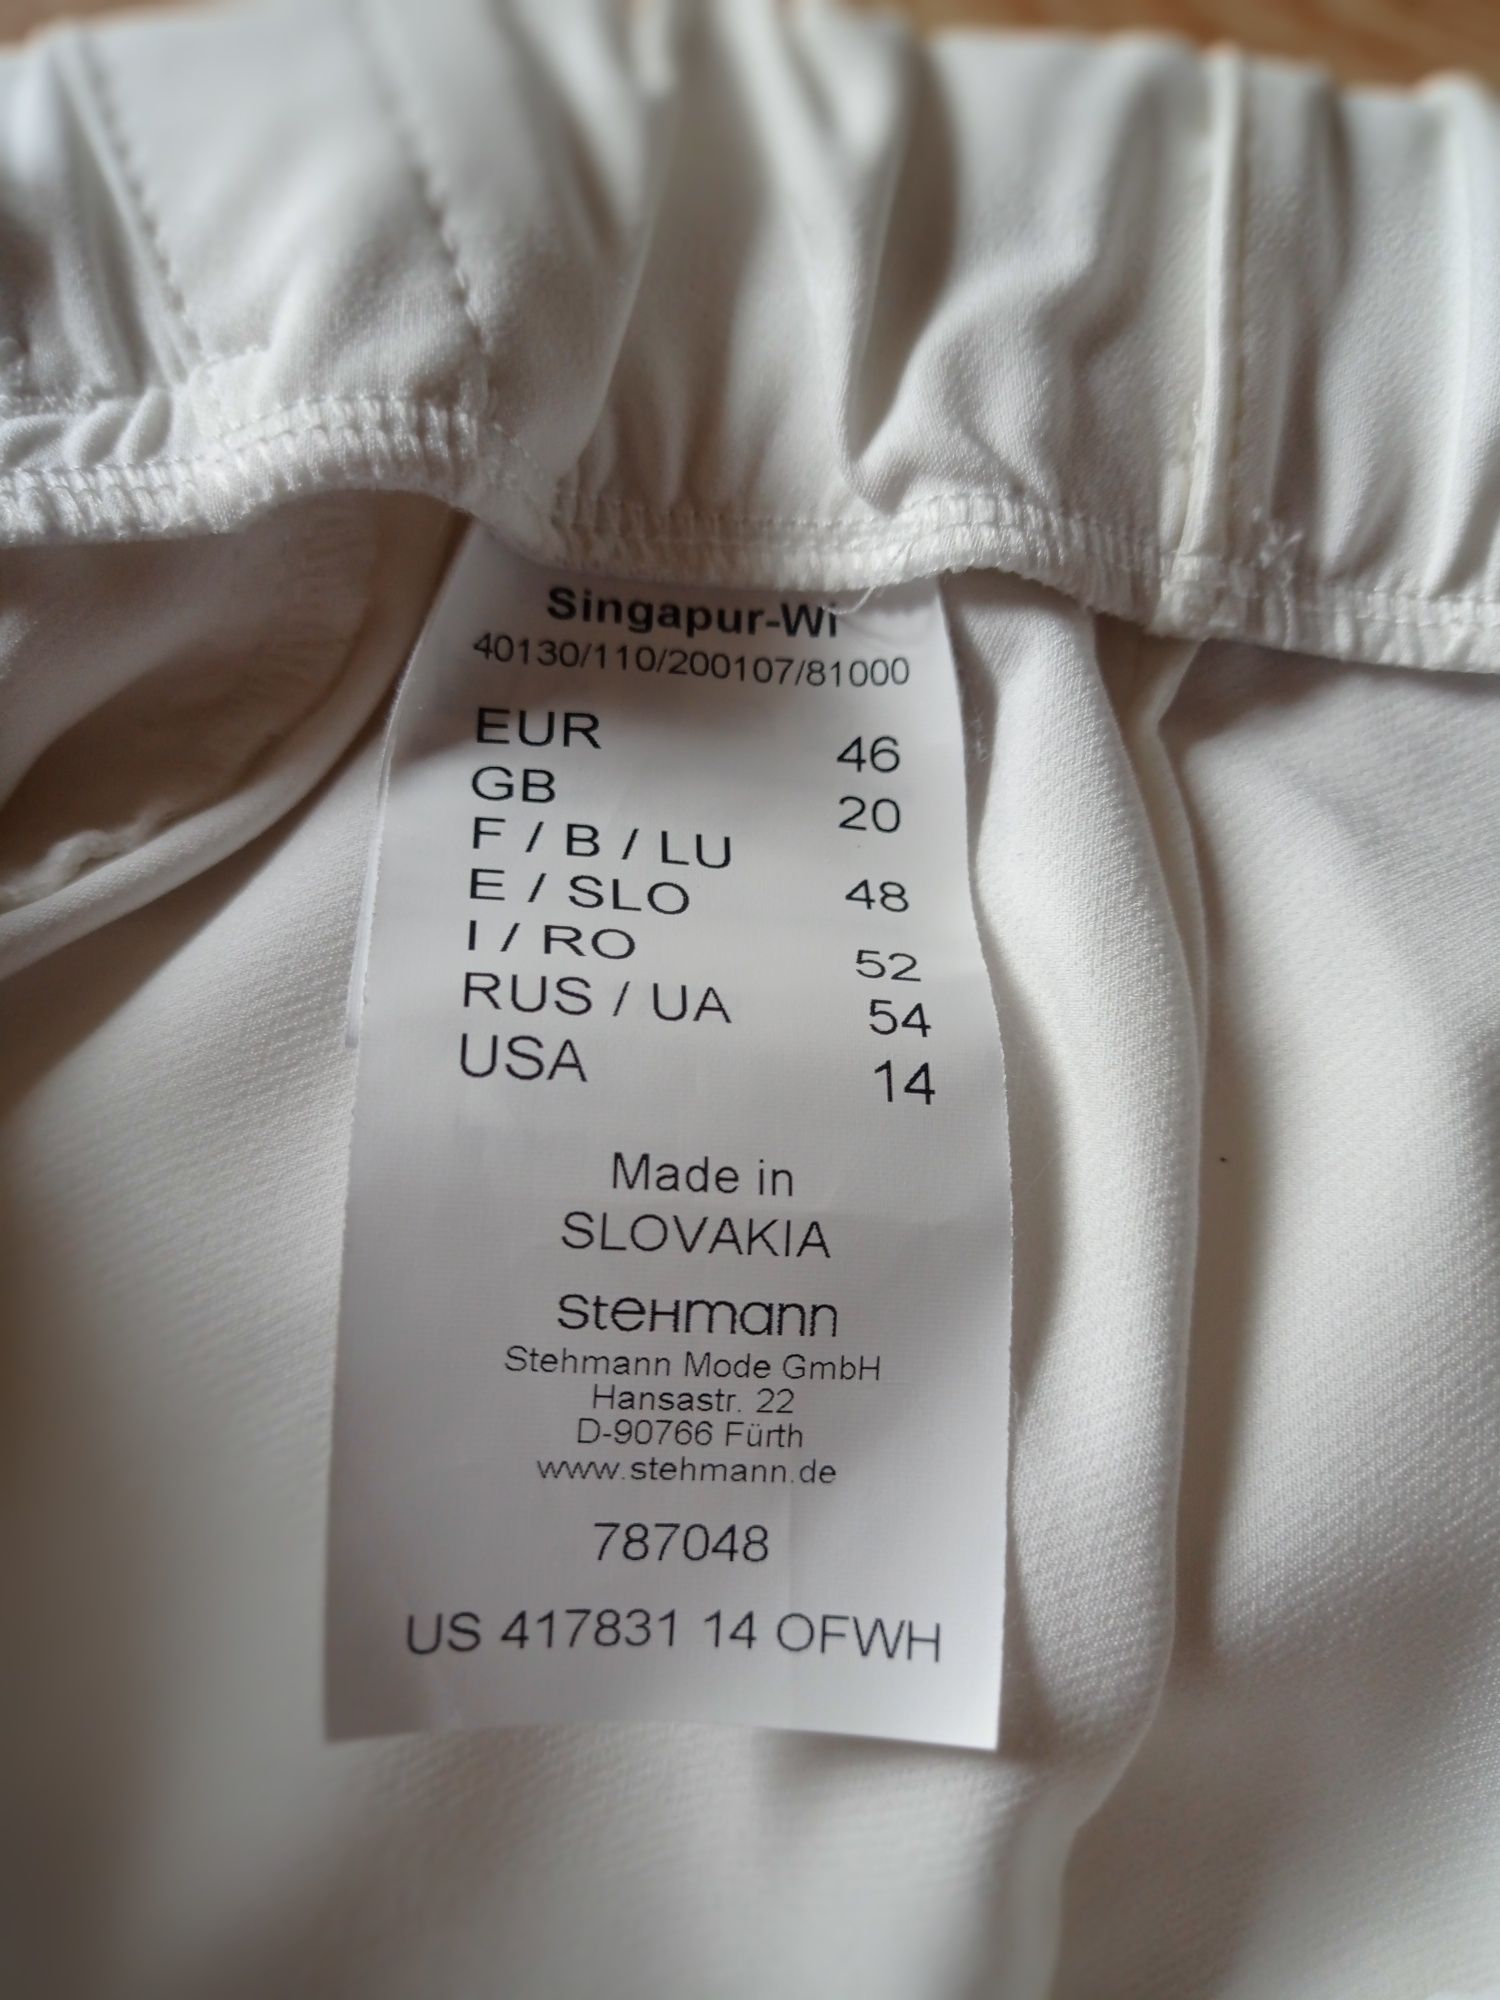 Singapur-Wi
40130/110/200107/81000
EUR 46
GB 20
F / B / LU
E / SLO 48
I / RO 52
RUS / UA 54
USA 14
Made in
SLOVAKIA
Stehmann
Stehmann Mode GmbH
Hansastr. 22
D-90766 Fürth
www.stehmann.de
787048
US 417831 14 OFWH